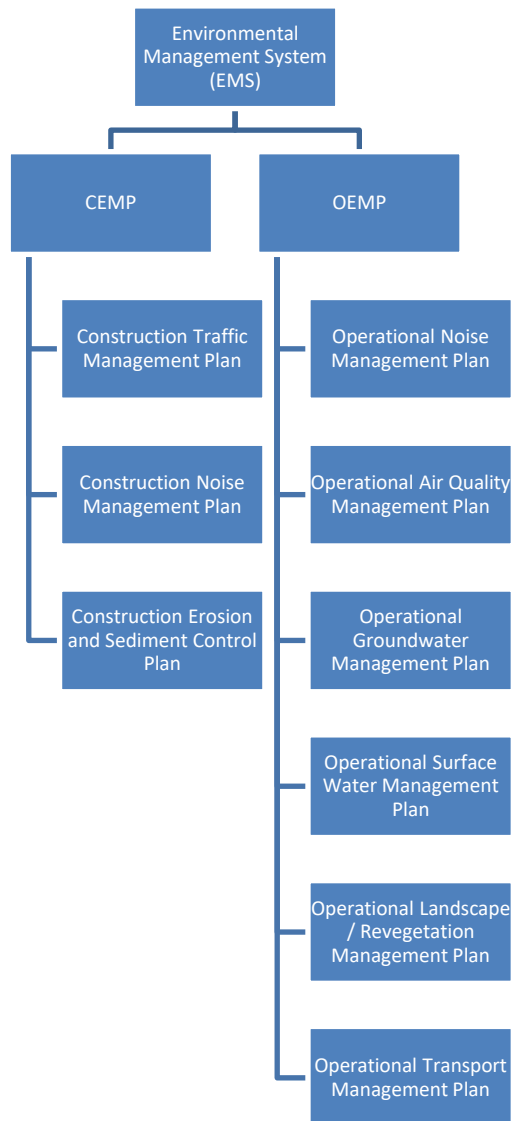 Environmental
Management System
(EMS)
CEMP
OEMP
Construction Traffic
Management Plan
Construction Noise
Management Plan
Construction Erosion
and Sediment Control
Plan
Operational Noise
Management Plan
Operational Air Quality
Management Plan
Operational
Groundwater
Management Plan
Operational Surface
Water Management
Plan
Operational Landscape
/ Revegetation
Management Plan
Operational Transport
Management Plan